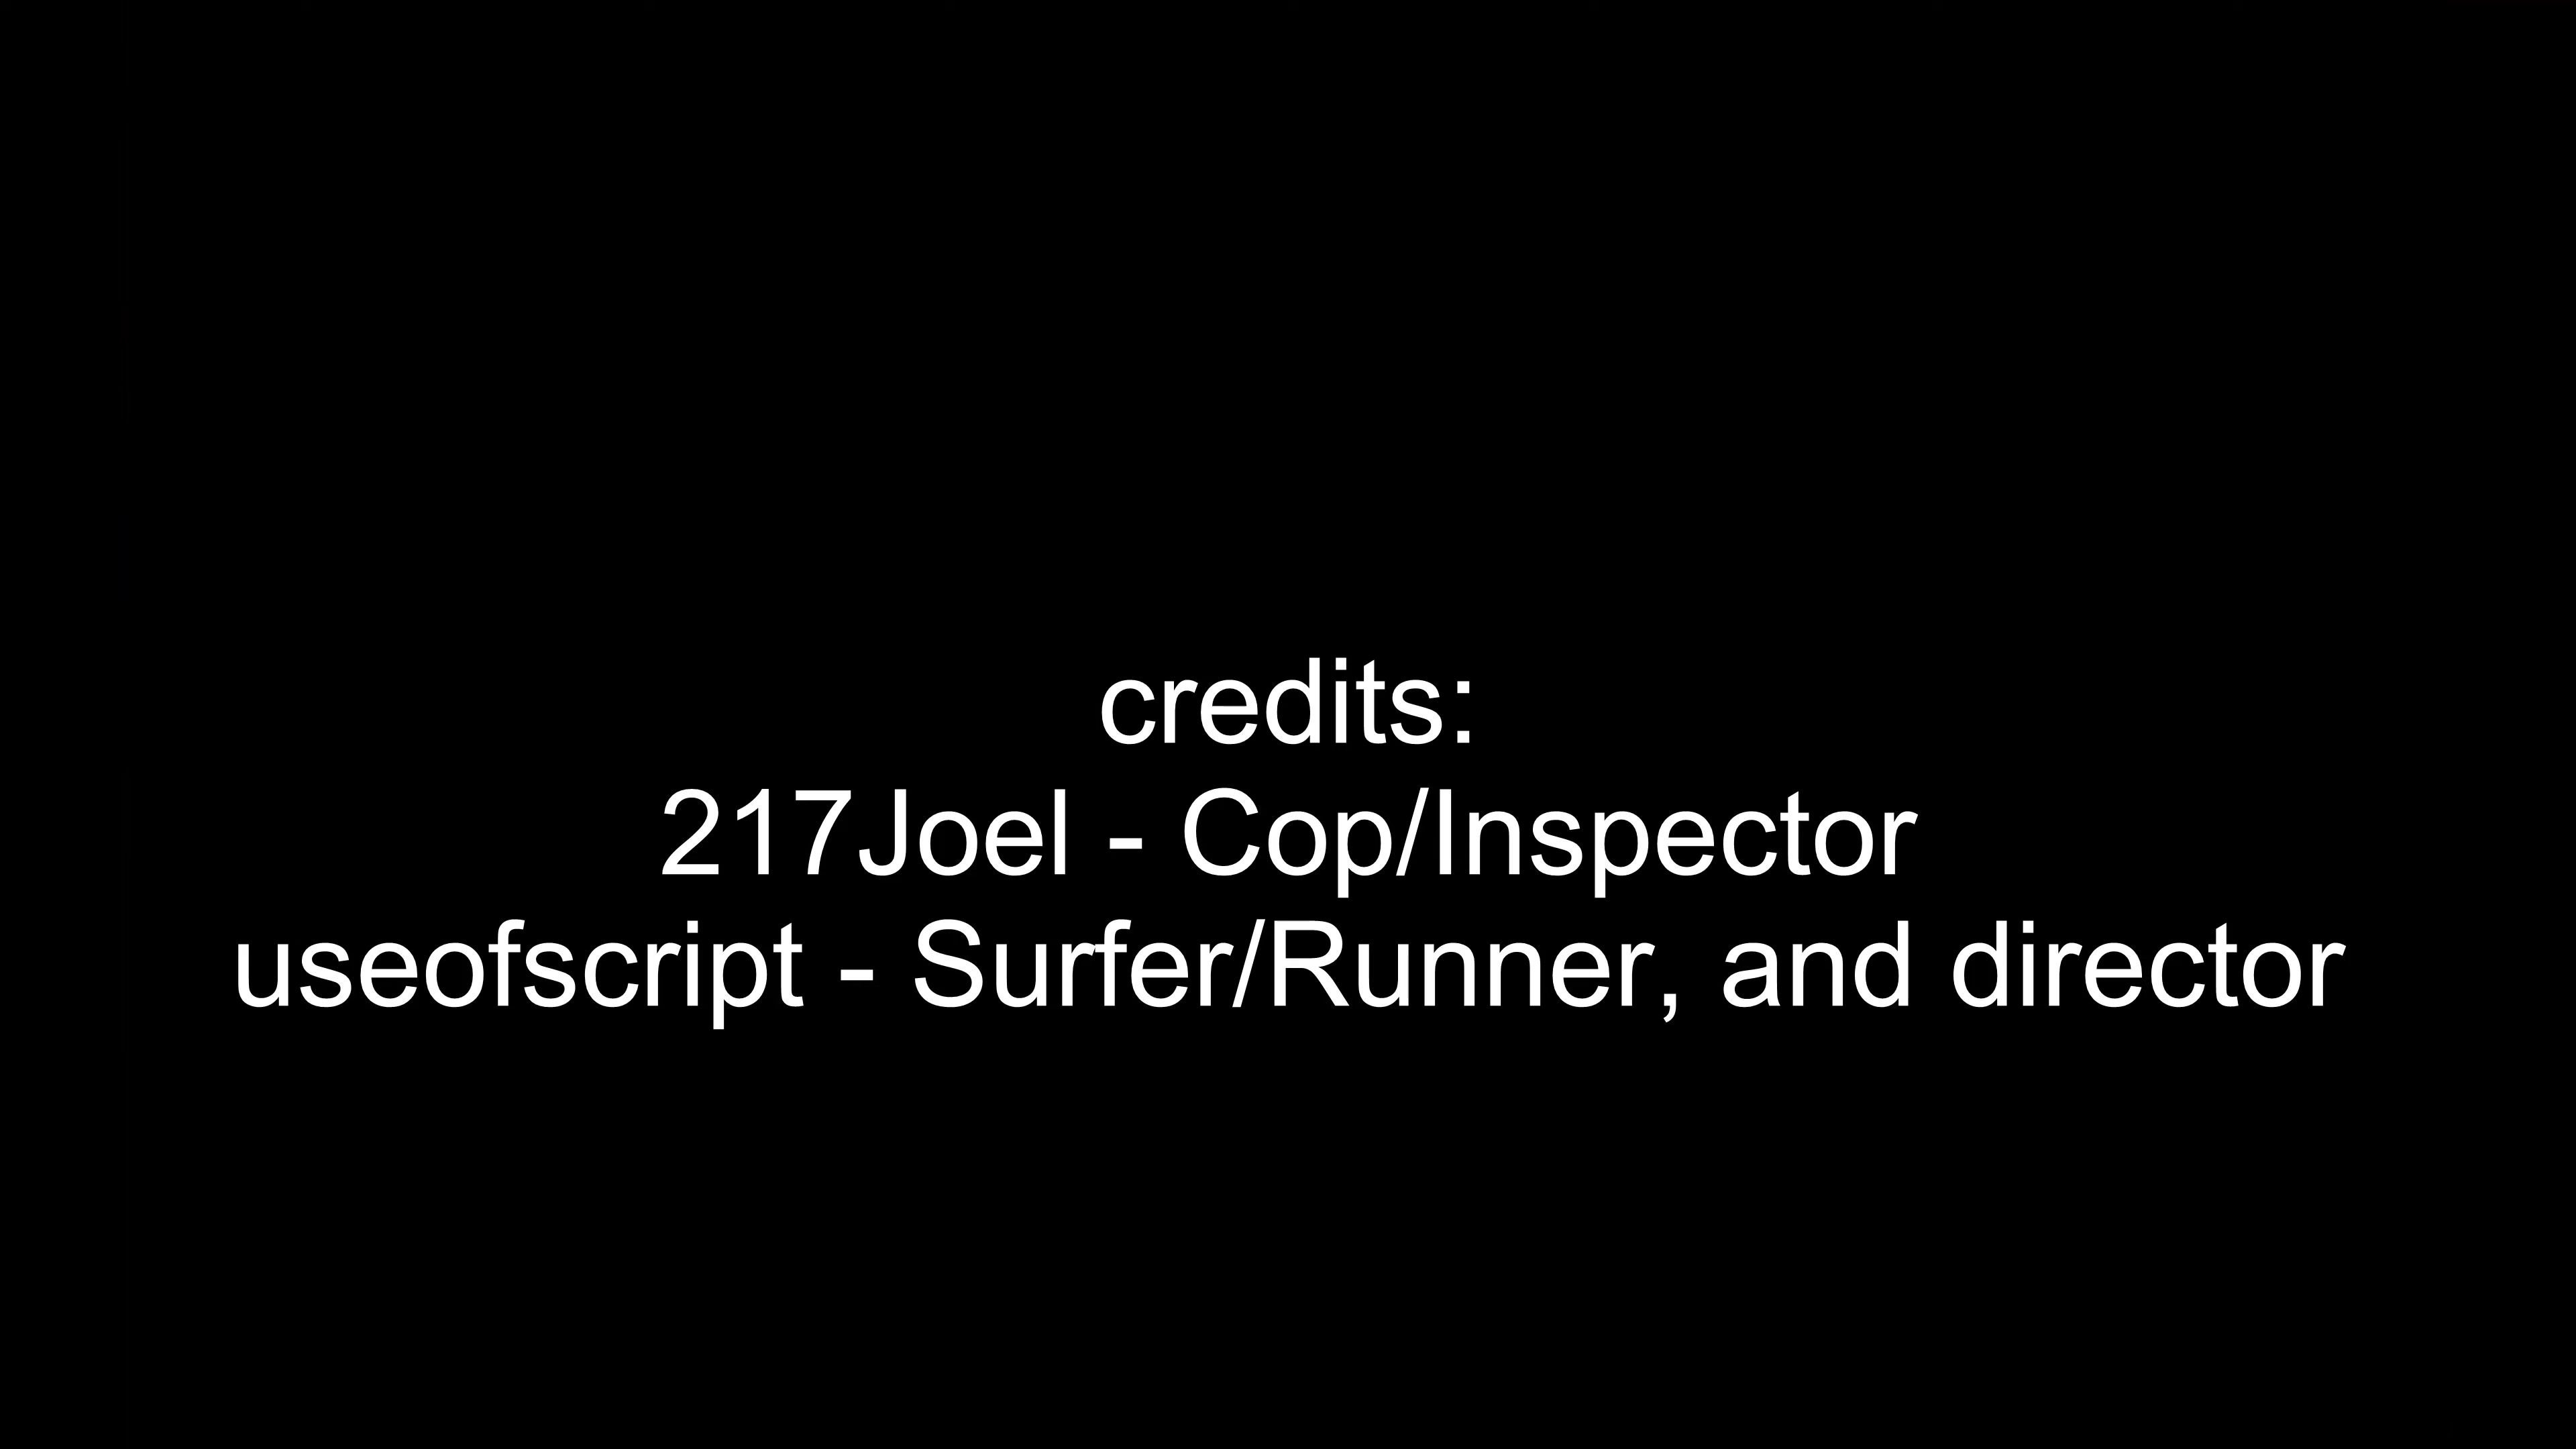 credits:
217Joel - Cop/Inspector
useofscript - Surfer/Runner, and director